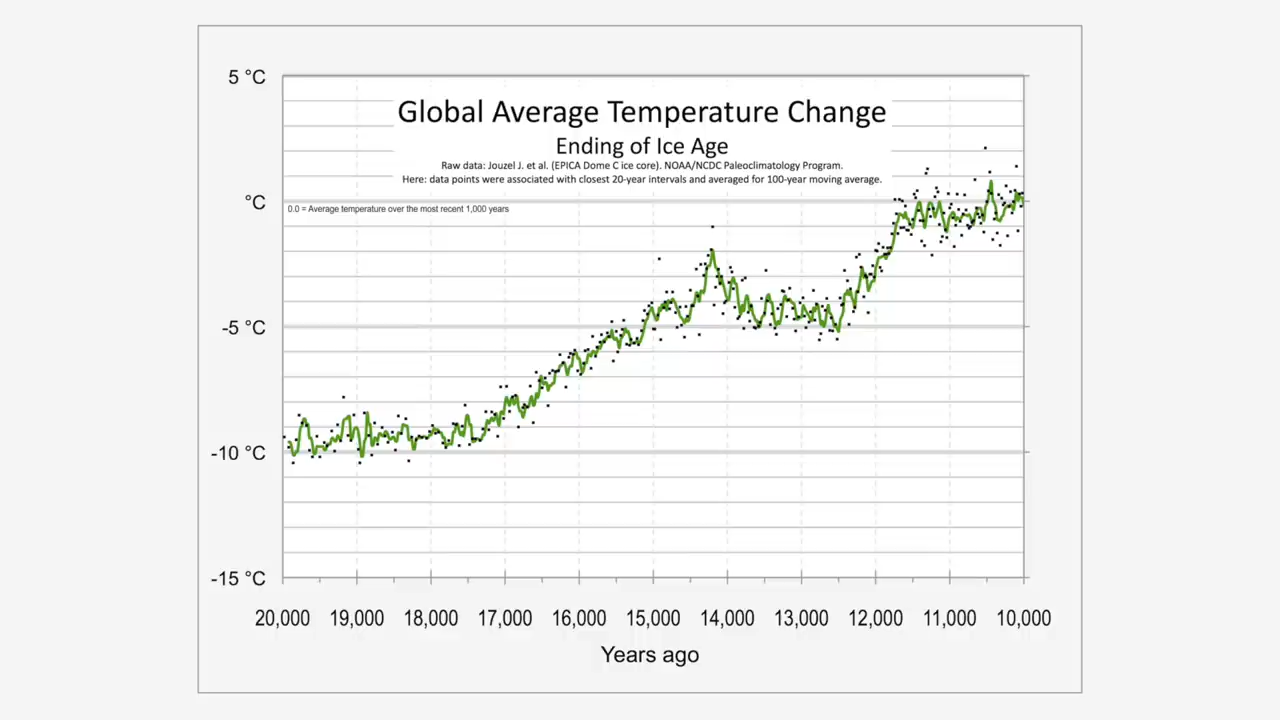 Global Average Temperature Change
Ending of Ice Age
Raw data: Jouzel J. et al. (EPICA Dome C ice core). NOAA/NCDC Paleoclimatology Program.
Here: data points were associated with closest 20-year intervals and averaged for 100-year moving average.
5 °C
°C
0.0 = Average temperature over the most recent 1,000 years
-5 °C
-10 °C
-15 °C
20,000 19,000 18,000 17,000 16,000 15,000 14,000 13,000 12,000 11,000 10,000
Years ago